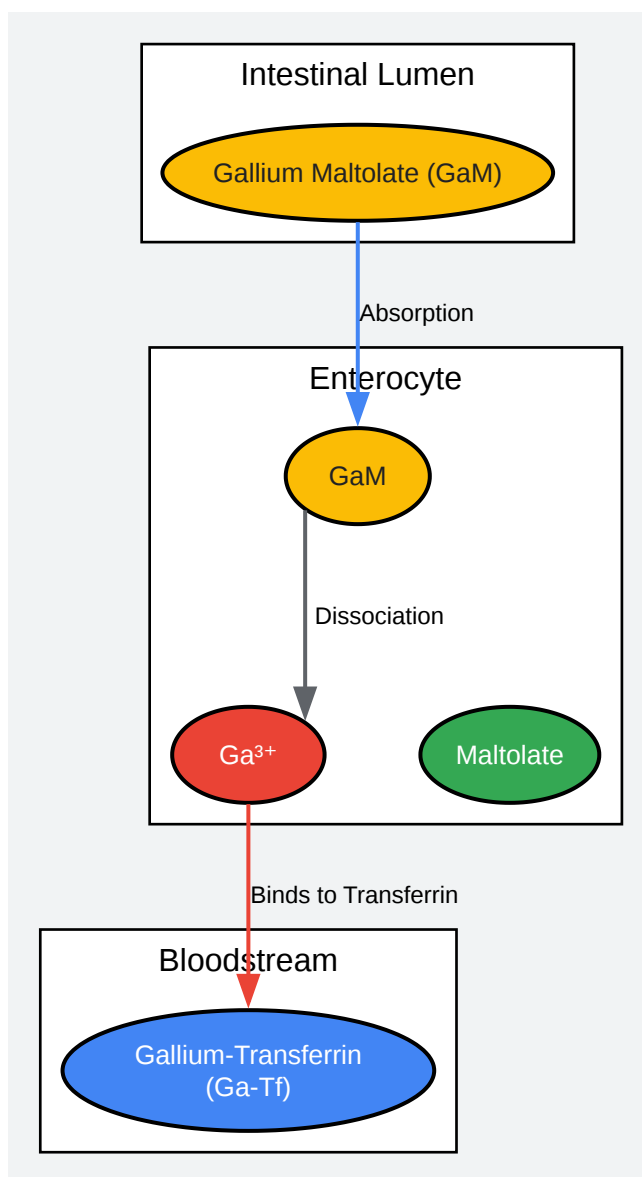 Intestinal Lumen
Gallium Maltolate (GaM)
Absorption
Enterocyte
GaM
Dissociation
Ga³⁺
Maltolate
Binds to Transferrin
Bloodstream
Gallium-Transferrin
(Ga-Tf)